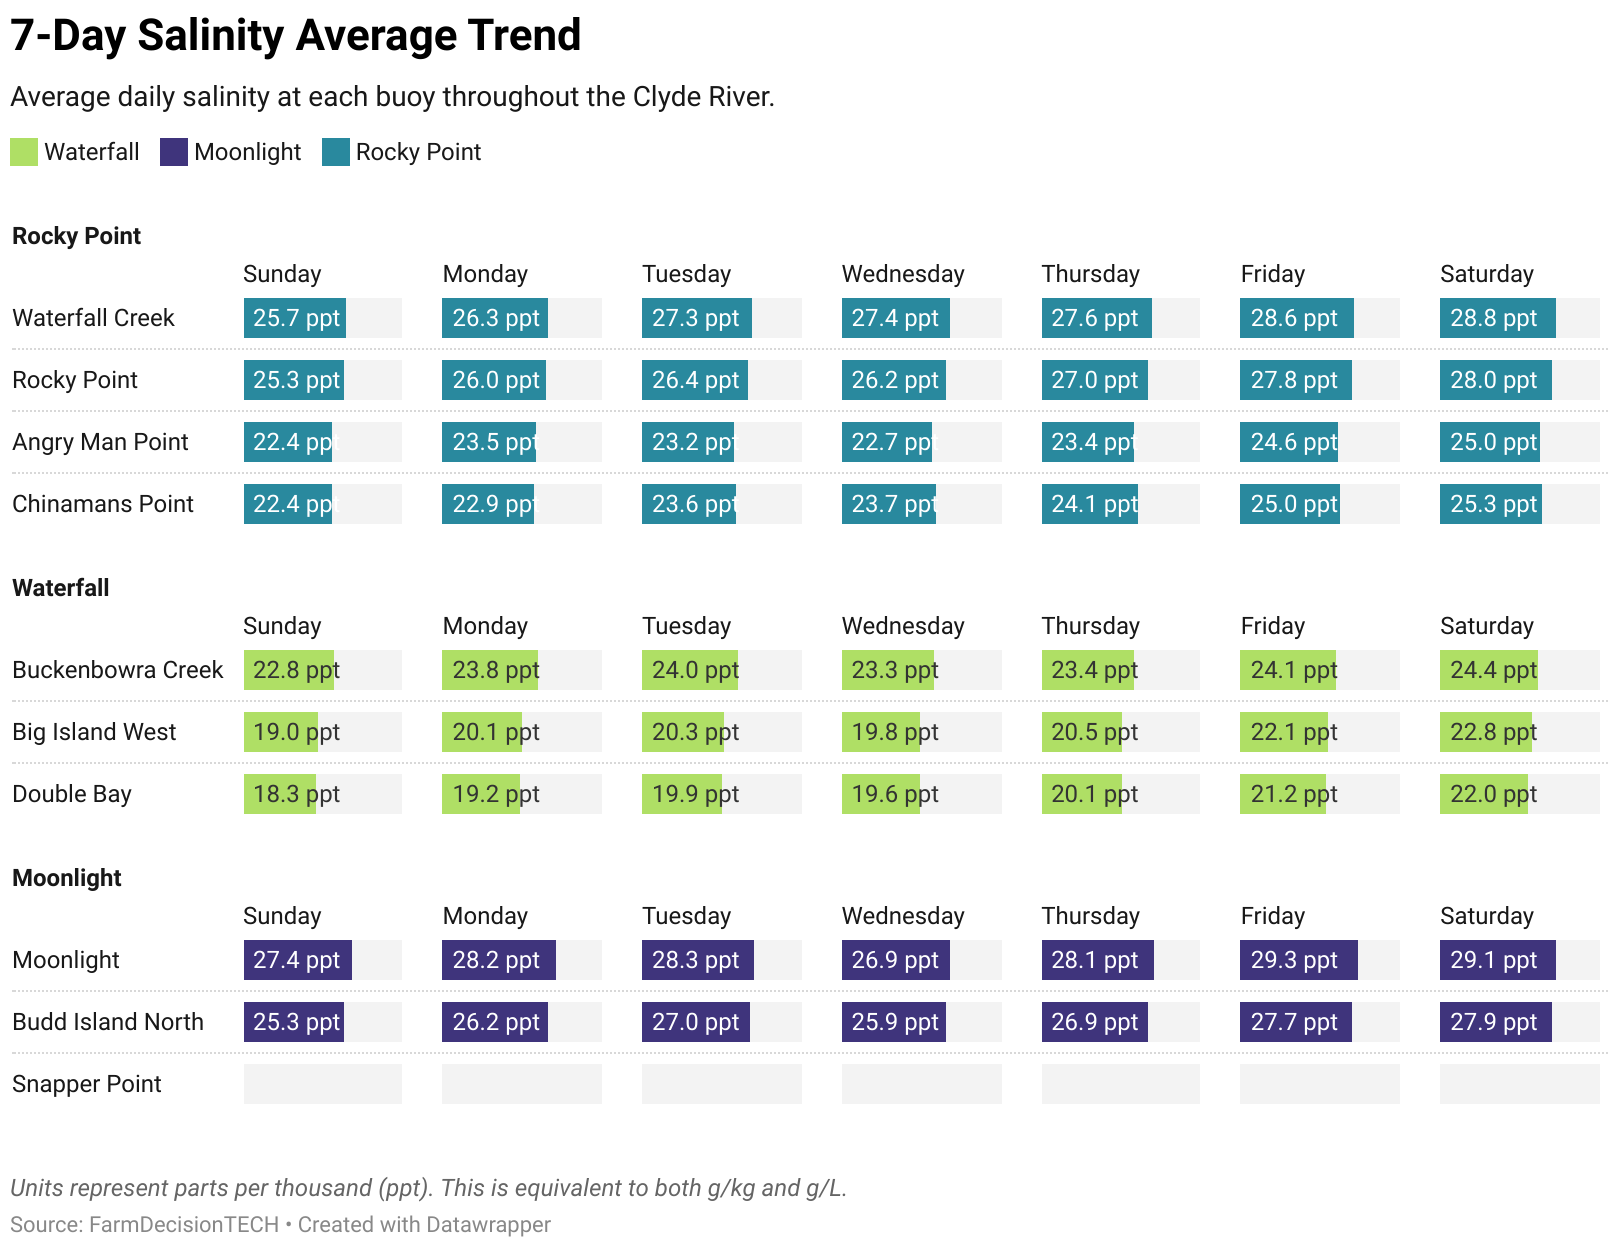 7-Day Salinity Average Trend
Average daily salinity at each buoy throughout the Clyde River.
Waterfall Moonlight Rocky Point
Rocky Point
Sunday Monday Tuesday Wednesday Thursday Friday Saturday
Waterfall Creek 25.7 ppt 26.3 ppt 27.3 ppt 27.4 ppt 27.6 ppt 28.6 ppt 28.8 ppt
Rocky Point 25.3 ppt 26.0 ppt 26.4 ppt 26.2 ppt 27.0 ppt 27.8 ppt 28.0 ppt
Angry Man Point 22.4 ppt 23.5 ppt 23.2 ppt 22.7 ppt 23.4 ppt 24.6 ppt 25.0 ppt
Chinamans Point 22.4 ppt 22.9 ppt 23.6 ppt 23.7 ppt 24.1 ppt 25.0 ppt 25.3 ppt
Waterfall
Sunday Monday Tuesday Wednesday Thursday Friday Saturday
Buckenbowra Creek 22.8 ppt 23.8 ppt 24.0 ppt 23.3 ppt 23.4 ppt 24.1 ppt 24.4 ppt
Big Island West 19.0 ppt 20.1 ppt 20.3 ppt 19.8 ppt 20.5 ppt 22.1 ppt 22.8 ppt
Double Bay 18.3 ppt 19.2 ppt 19.9 ppt 19.6 ppt 20.1 ppt 21.2 ppt 22.0 ppt
Moonlight
Sunday Monday Tuesday Wednesday Thursday Friday Saturday
Moonlight 27.4 ppt 28.2 ppt 28.3 ppt 26.9 ppt 28.1 ppt 29.3 ppt 29.1 ppt
Budd Island North 25.3 ppt 26.2 ppt 27.0 ppt 25.9 ppt 26.9 ppt 27.7 ppt 27.9 ppt
Snapper Point
Units represent parts per thousand (ppt). This is equivalent to both g/kg and g/L.
Source: FarmDecisionTECH • Created with Datawrapper